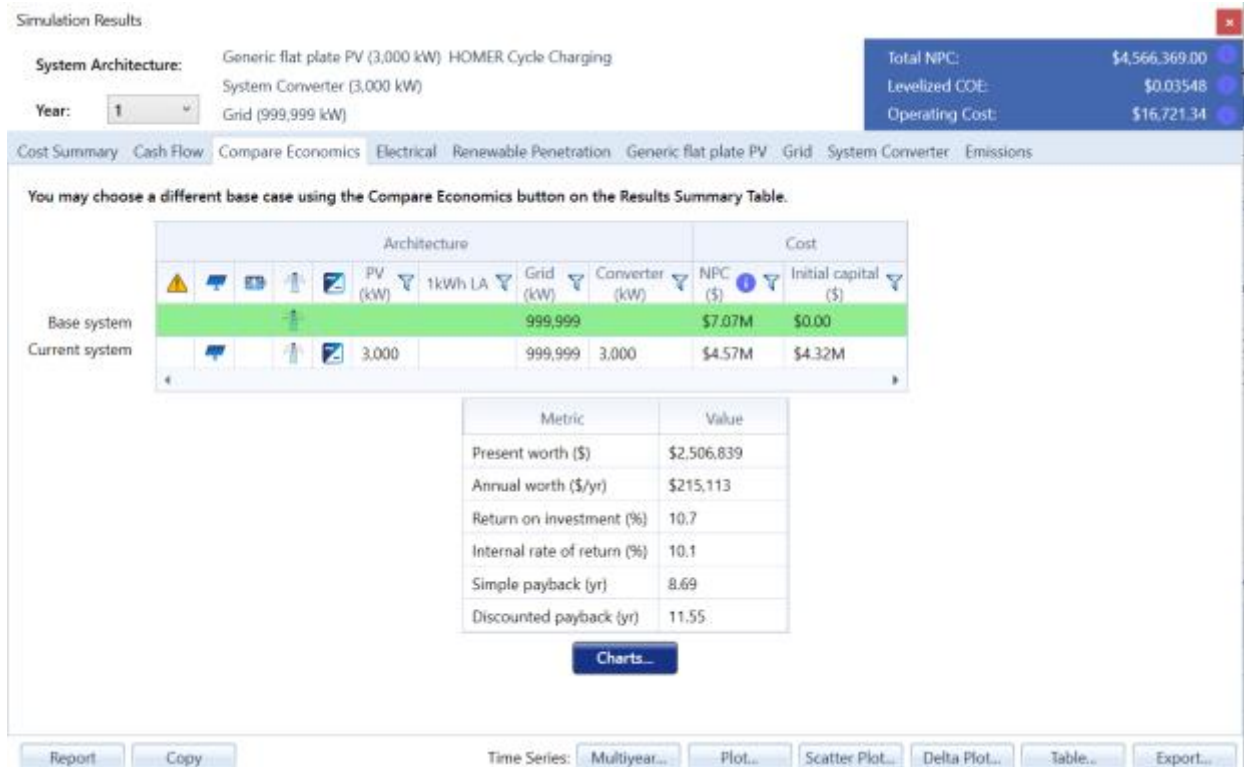 Simulation Results
System Architecture:
Generic flat plate PV (3,000 kW) HOMER Cycle Charging
System Converter (3,000 kW)
Grid (999,999 kW)
Year: 1
Total NPC: $4,566,369.00
Levelized COE: $0.03548
Operating Cost: $16,721.34
Cost Summary Cash Flow Compare Economics Electrical Renewable Penetration Generic flat plate PV Grid System Converter Emissions
You may choose a different base case using the Compare Economics button on the Results Summary Table.
Architecture Cost
PV (kW) 1kWh LA Grid (kW) Converter (kW) NPC ($) Initial capital ($)
Base system 999,999 $7.07M $0.00
Current system 3,000 999,999 3,000 $4.57M $4.32M
Metric Value
Present worth ($) $2,506,839
Annual worth ($/yr) $215,113
Return on investment (%) 10.7
Internal rate of return (%) 10.1
Simple payback (yr) 8.69
Discounted payback (yr) 11.55
Charts...
Report Copy Time Series: Multiyear... Plot... Scatter Plot... Delta Plot... Table... Export...